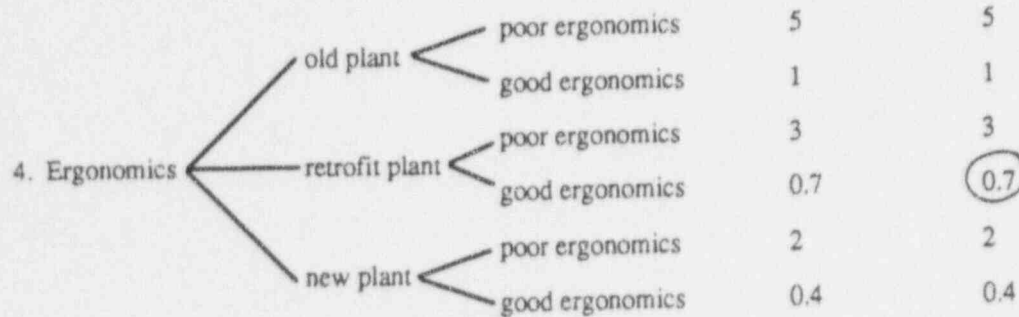 poor ergonomics 5 5
old plant
good ergonomics 1 1
poor ergonomics 3 3
4. Ergonomics retrofit plant
good ergonomics 0.7 0.7
poor ergonomics 2 2
new plant
good ergonomics 0.4 0.4